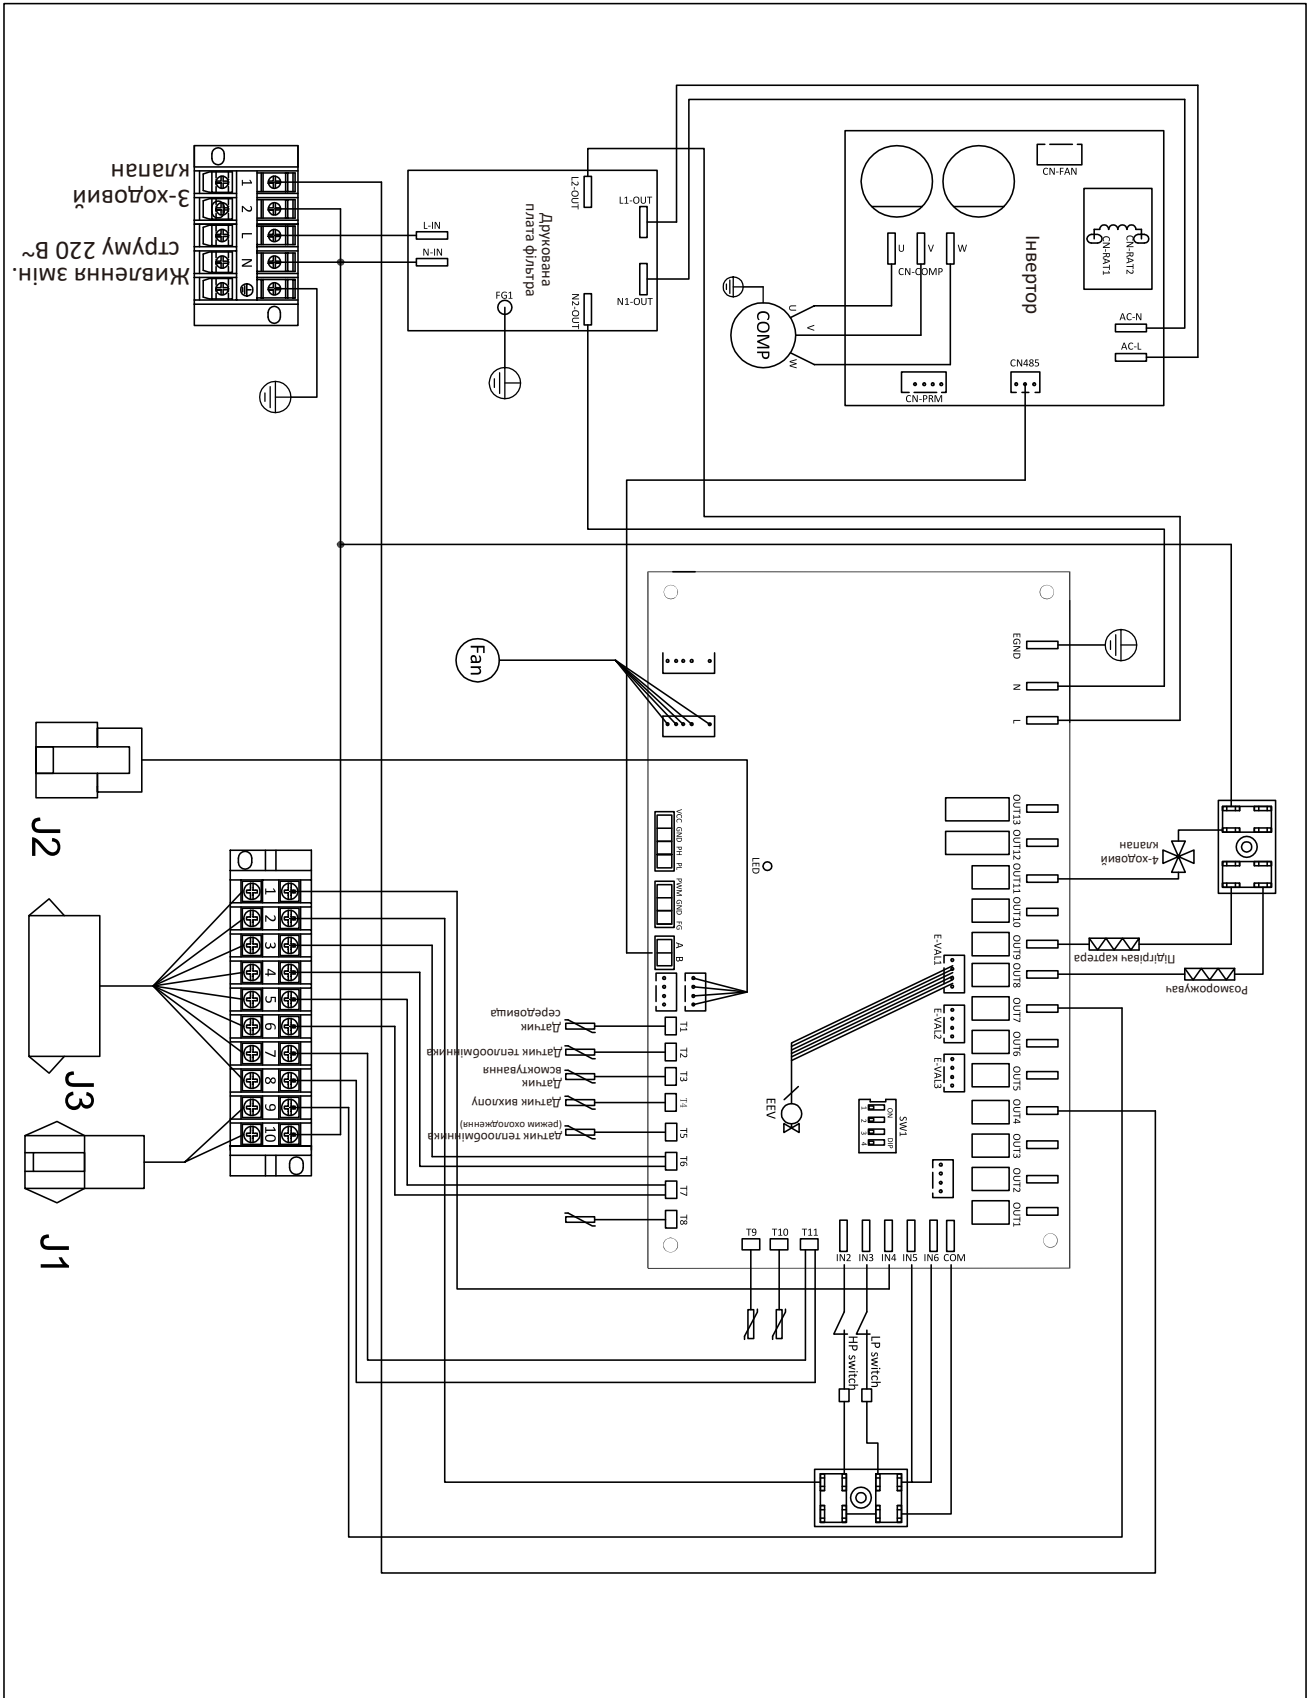 3-ходовий
клапан
Живлення змін.
струму 220 В~
1
2
L
N
L-IN
N-IN
Друкована
плата фільтра
L2-OUT
L1-OUT
N1-OUT
N2-OUT
FG1
CN-FAN
CN-RAT1
CN-RAT2
U
V
W
CN-COMP
Інвертор
AC-N
AC-L
CN485
CN-PRM
U
V
W
COMP
EGND
N
L
Fan
J2
VCC GND PH PL
PWM GND FG
A B
LED
OUT13
OUT12
OUT11
OUT10
OUT9
OUT8
OUT7
OUT6
OUT5
OUT4
OUT3
OUT2
OUT1
4-ходовий
клапан
Підігрівач картера
Розморожувач
E-VAL1
E-VAL2
E-VAL3
EEV
SW1
ON
DIP
1
2
3
4
Датчик
середовища
T1
Датчик теплообмінника
T2
Датчик
всмоктування
T3
Датчик вихлопу
T4
Датчик теплообмінника
(режим охолодження)
T5
T6
T7
T8
T9
T10
T11
IN2
IN3
IN4
IN5
IN6
COM
HP switch
LP switch
1
2
3
4
5
6
7
8
9
10
J3
J1